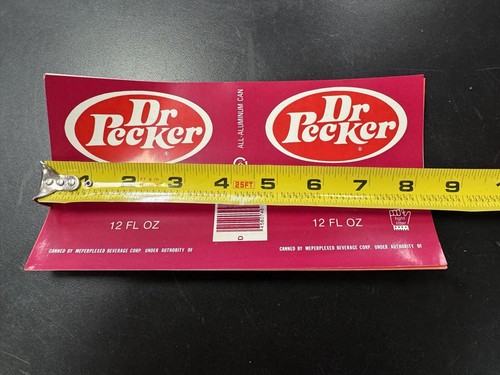 Dr
Pecker
Dr
Pecker
ALL-ALUMINUM CAN
1 2 3 4 25FT 5 6 7 8 9
12 FL OZ
12 FL OZ
CANNED BY MEPERPLEXED BEVERAGE CORP. UNDER AUTHORITY OF
CANNED BY MEPERPLEXED BEVERAGE CORP. UNDER AUTHORITY OF
D